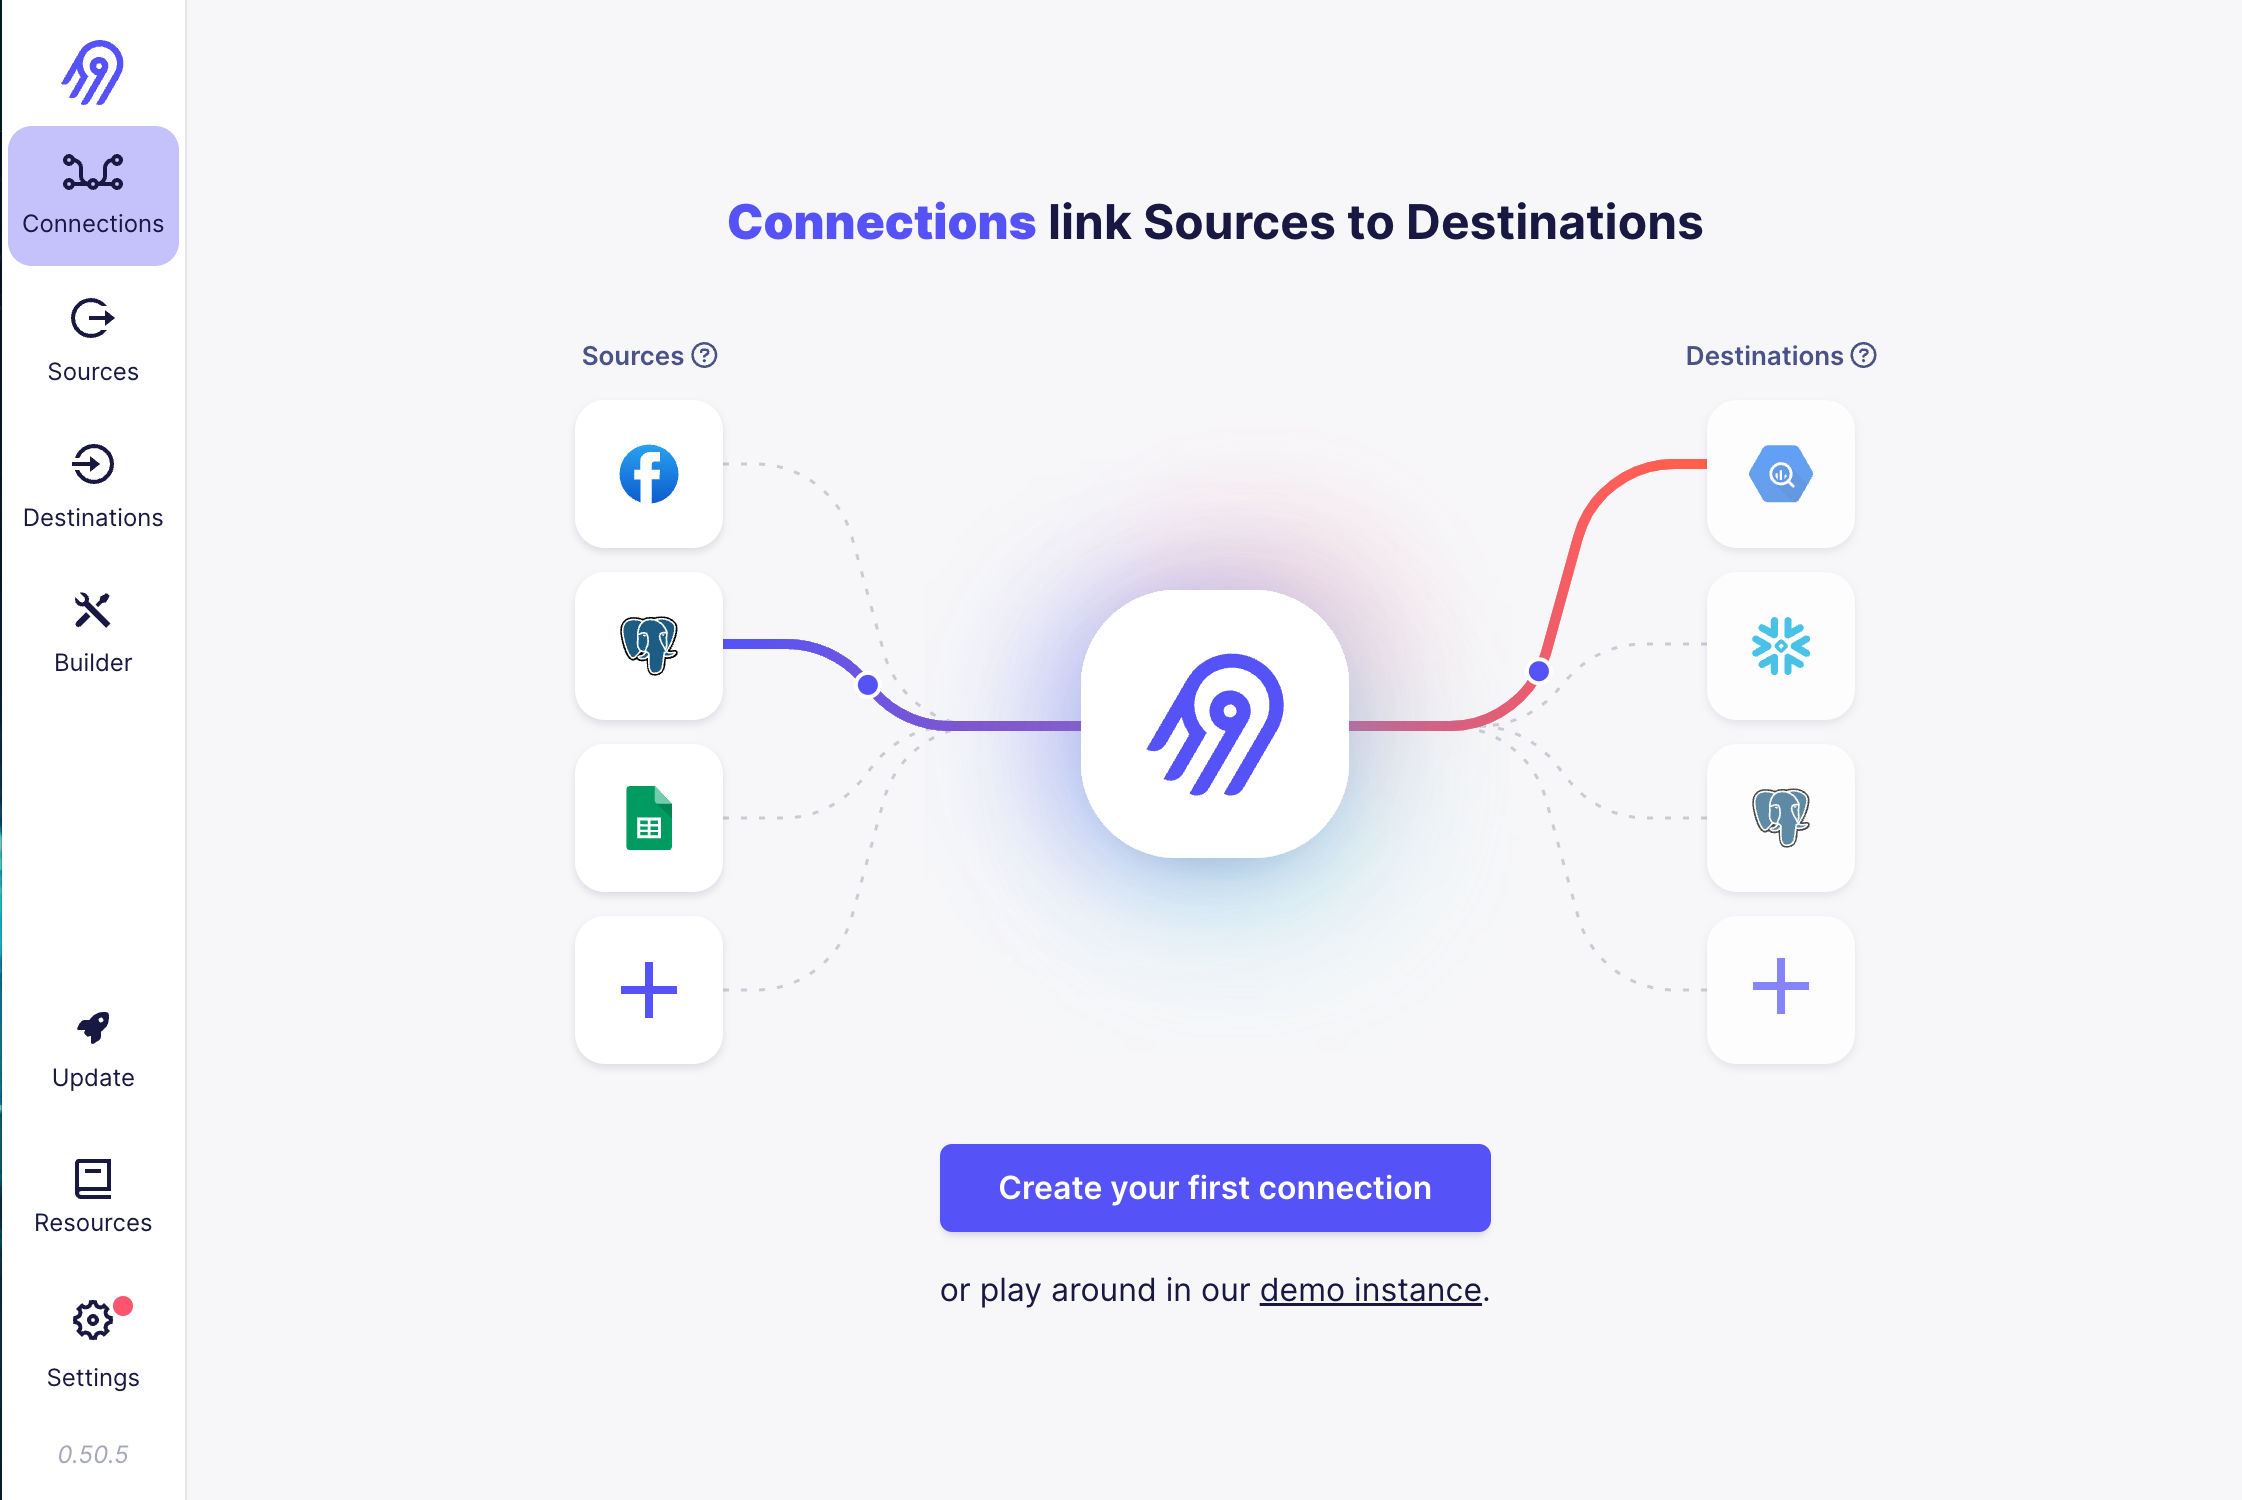 Connections
Sources
Destinations
Builder
Update
Resources
Settings
0.50.5
Connections link Sources to Destinations
Sources ?
Destinations ?
Create your first connection
or play around in our demo instance.